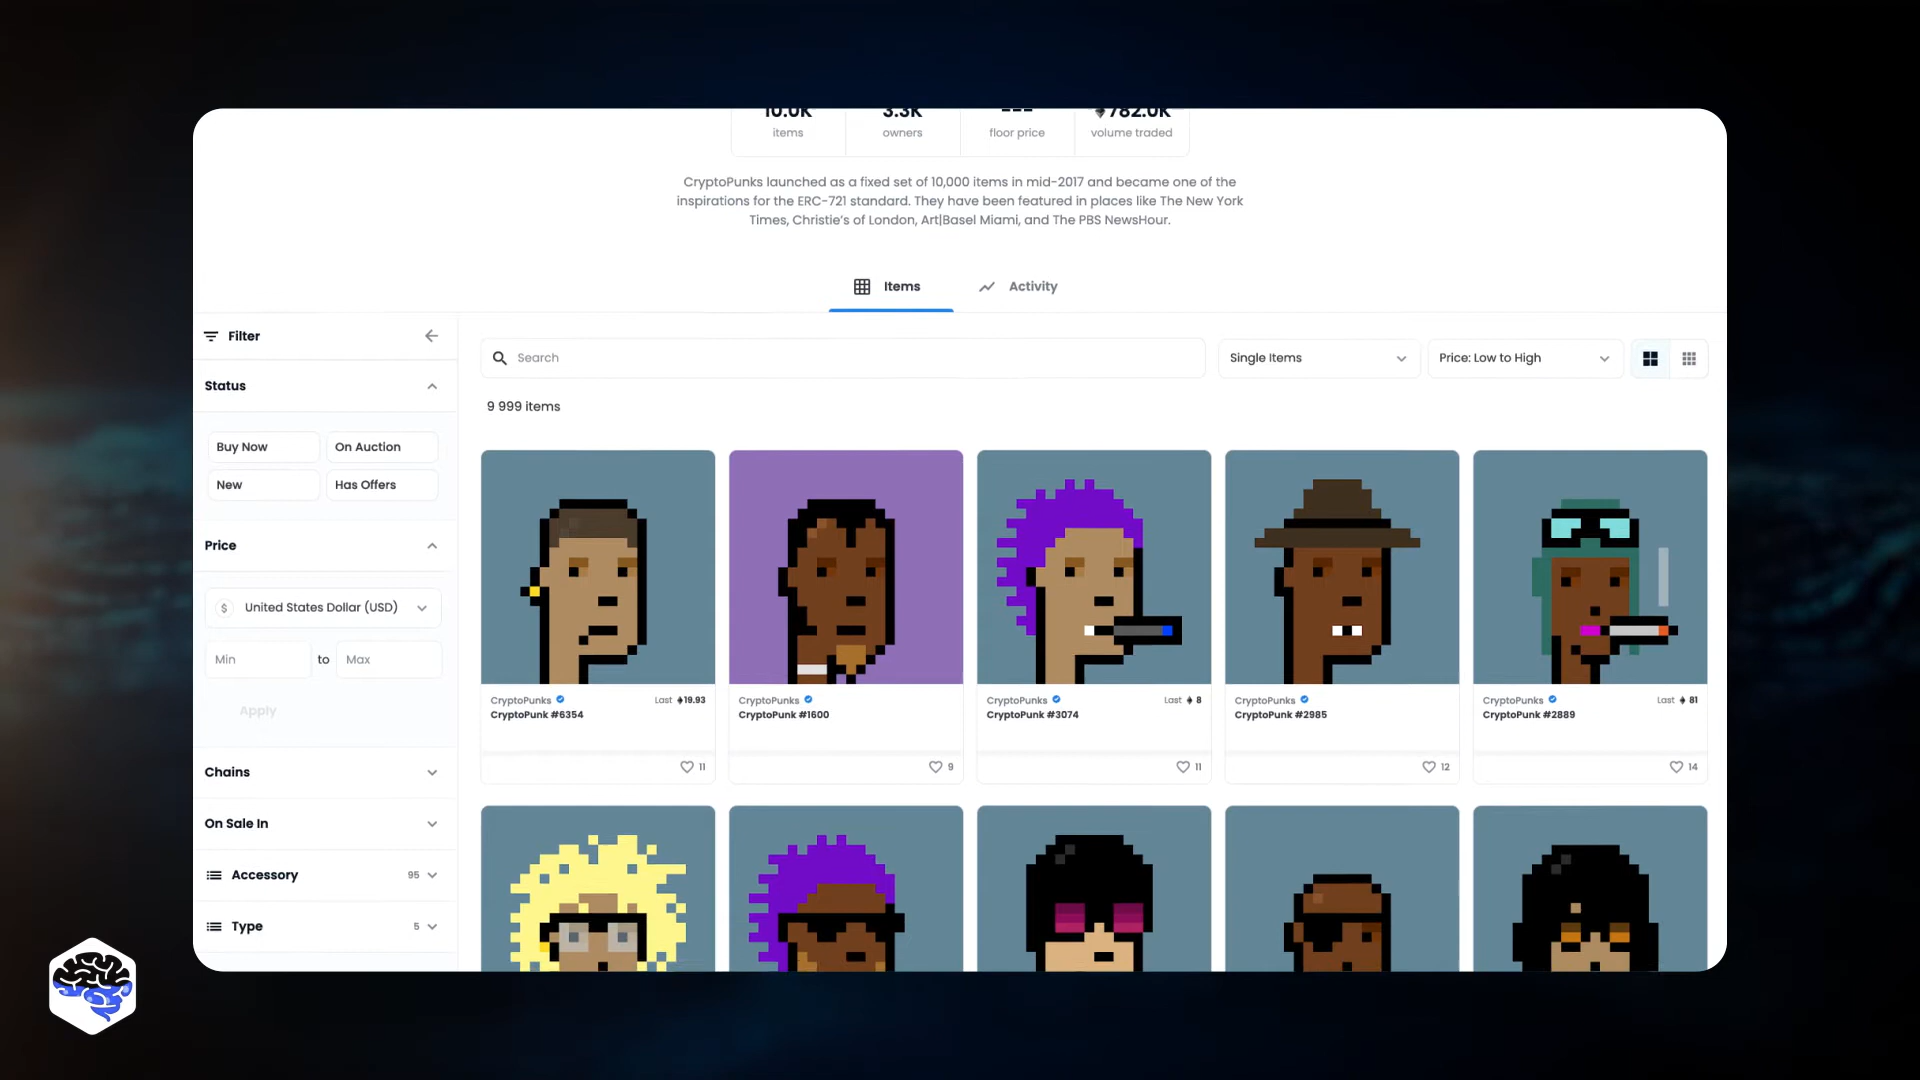 10.0K
3.3K
---
782.0K
items
owners
floor price
volume traded
CryptoPunks launched as a fixed set of 10,000 items in mid-2017 and became one of the
inspirations for the ERC-721 standard. They have been featured in places like The New York
Times, Christie's of London, Art|Basel Miami, and The PBS NewsHour.
Items
Activity
Filter
Search
Single Items
Price: Low to High
Status
9 999 items
Buy Now
On Auction
New
Has Offers
Price
$ United States Dollar (USD)
Min to Max
Apply
CryptoPunks Last 19.93
CryptoPunk #6354
11
CryptoPunks
CryptoPunk #1600
9
CryptoPunks Last 8
CryptoPunk #3074
11
CryptoPunks
CryptoPunk #2985
12
CryptoPunks Last 81
CryptoPunk #2889
14
Chains
On Sale In
Accessory 95
Type 5